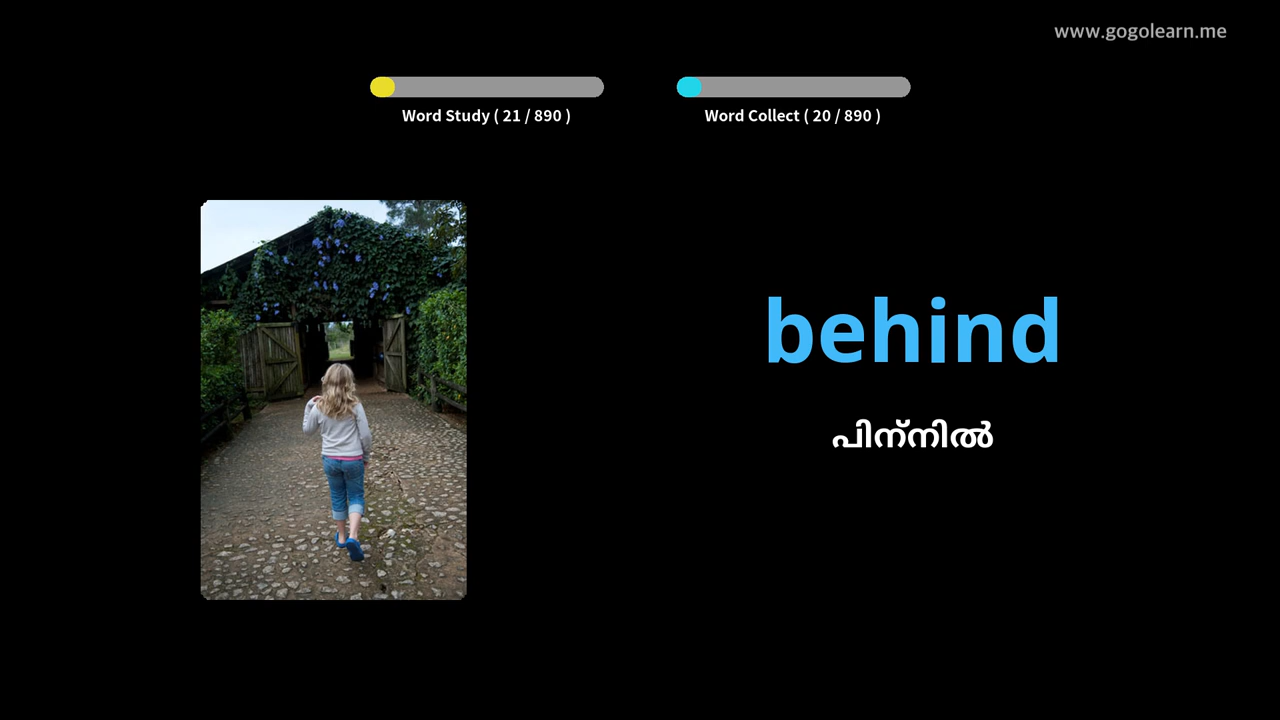 www.gogolearn.me
Word Study ( 21 / 890 )
Word Collect ( 20 / 890 )
behind
പിന്നിൽ